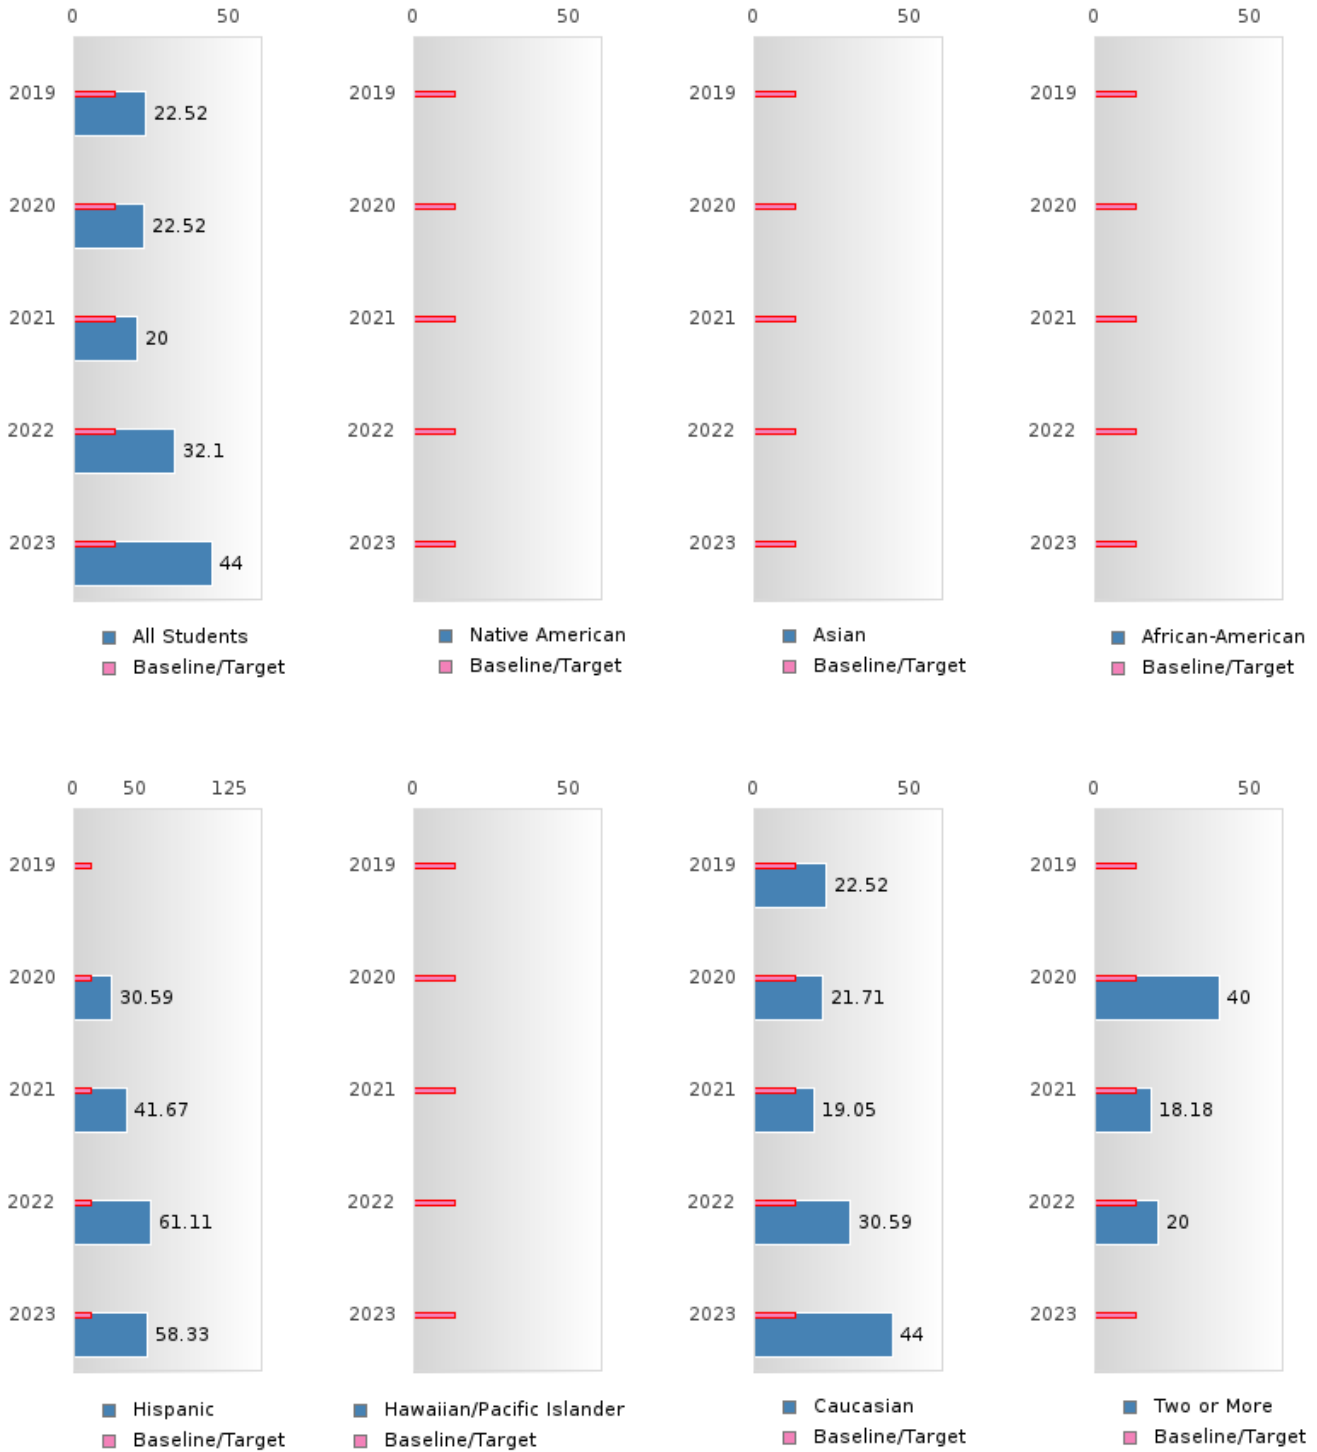 0 50 0 50 0 50 0 50
2019 22.52 2019 2019 2019
2020 22.52 2020 2020 2020
2021 20 2021 2021 2021
2022 32.1 2022 2022 2022
2023 44 2023 2023 2023
All Students Native American Asian African-American
Baseline/Target Baseline/Target Baseline/Target Baseline/Target
0 50 125 0 50 0 50 0 50
2019 2019 2019 22.52 2019
2020 30.59 2020 2020 21.71 2020 40
2021 41.67 2021 2021 19.05 2021 18.18
2022 61.11 2022 2022 30.59 2022 20
2023 58.33 2023 2023 44 2023
Hispanic Hawaiian/Pacific Islander Caucasian Two or More
Baseline/Target Baseline/Target Baseline/Target Baseline/Target